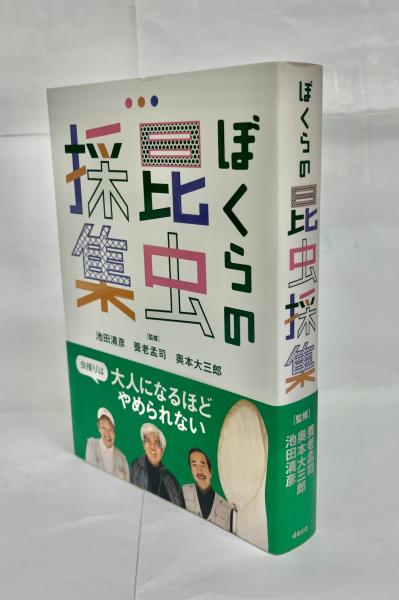 ぼくらの
昆虫
採集
[監修]
池田清彦 養老孟司 奥本大三郎
虫捕りは
大人になるほど
やめられない
ぼくらの昆虫採集
[監修]
養老孟司
奥本大三郎
池田清彦
deco